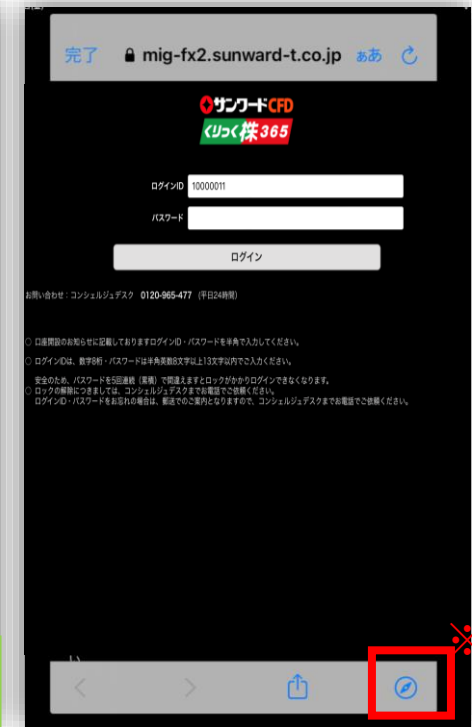 完了 mig-fx2.sunward-t.co.jp ぁあ
サンワードCFD
くりっく株365
ログインID 10000011
パスワード
ログイン
お問い合わせ：コンシェルジュデスク 0120-965-477 (平日24時間)
○ 口座開設のお知らせに記載しておりますログインID・パスワードを半角で入力してください。
○ ログインIDは、数字8桁・パスワードは半角英数8文字以上13文字以内でご入力ください。
安全のため、パスワードを5回連続（累積）で間違えますとロックがかかりログインできなくなります。
○ ロックの解除につきましては、コンシェルジュデスクまでお電話でご依頼ください。
ログインID・パスワードをお忘れの場合は、郵送でのご案内となりますので、コンシェルジュデスクまでお電話でご依頼ください。
※